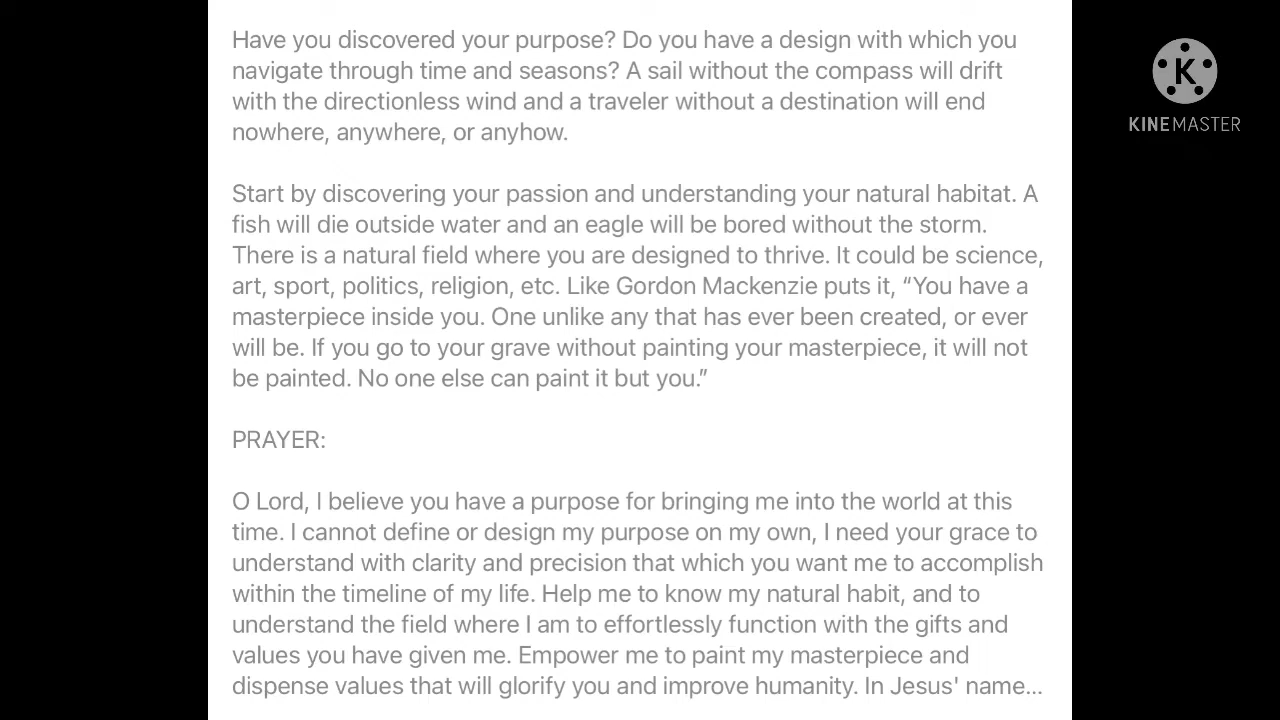 Have you discovered your purpose? Do you have a design with which you
navigate through time and seasons? A sail without the compass will drift
with the directionless wind and a traveler without a destination will end
nowhere, anywhere, or anyhow.
Start by discovering your passion and understanding your natural habitat. A
fish will die outside water and an eagle will be bored without the storm.
There is a natural field where you are designed to thrive. It could be science,
art, sport, politics, religion, etc. Like Gordon Mackenzie puts it, “You have a
masterpiece inside you. One unlike any that has ever been created, or ever
will be. If you go to your grave without painting your masterpiece, it will not
be painted. No one else can paint it but you.”
PRAYER:
O Lord, I believe you have a purpose for bringing me into the world at this
time. I cannot define or design my purpose on my own, I need your grace to
understand with clarity and precision that which you want me to accomplish
within the timeline of my life. Help me to know my natural habit, and to
understand the field where I am to effortlessly function with the gifts and
values you have given me. Empower me to paint my masterpiece and
dispense values that will glorify you and improve humanity. In Jesus' name...
K
KINEMASTER